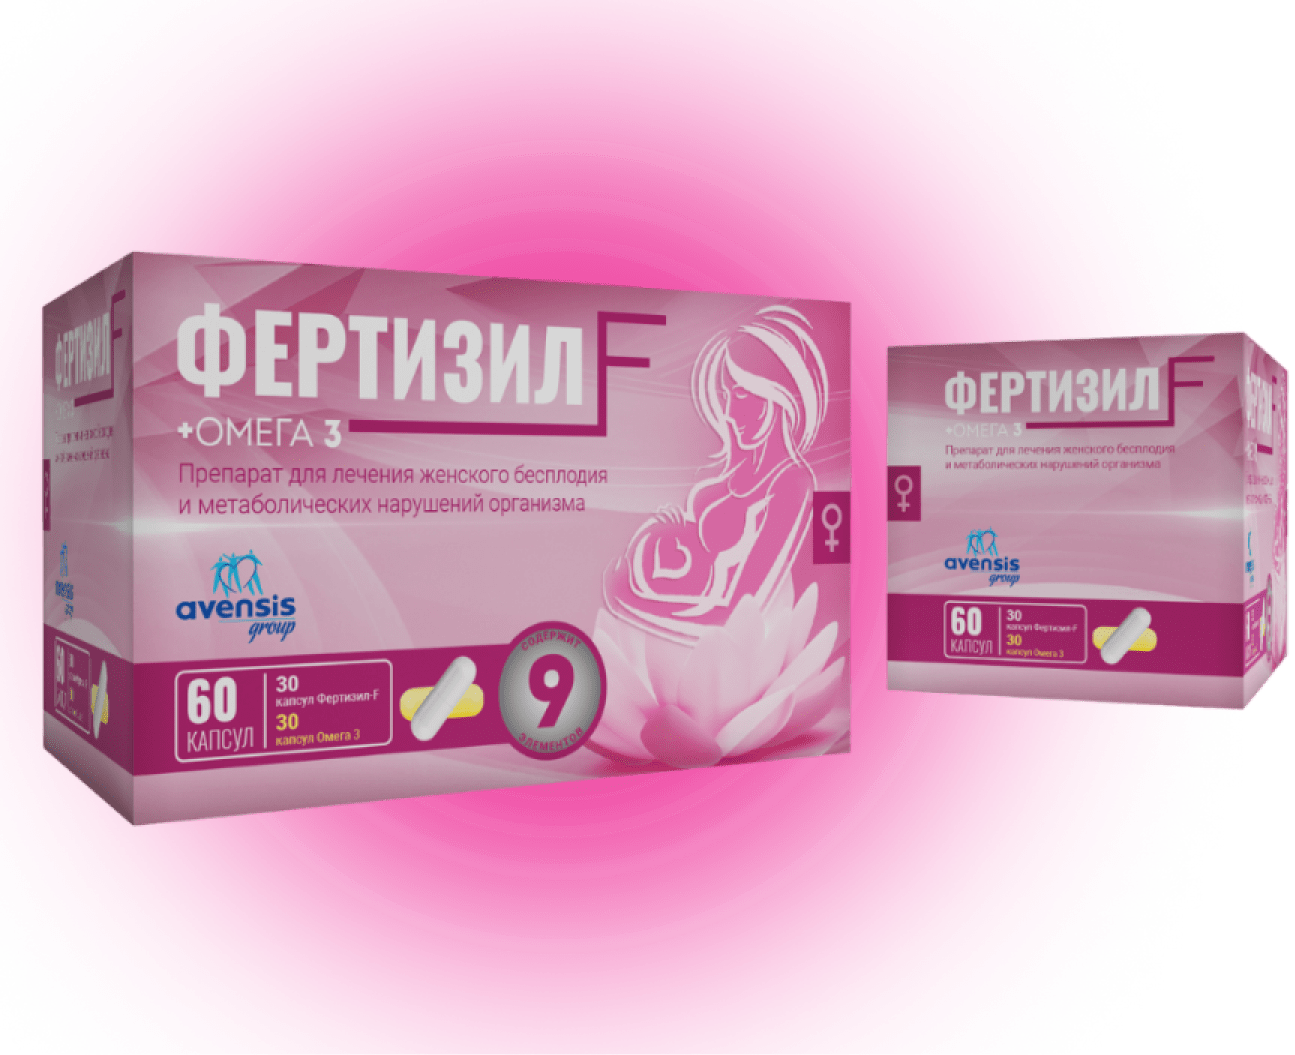 ФЕРТИЗИЛ F
+ОМЕГА 3
Препарат для лечения женского бесплодия
и метаболических нарушений организма
avensis
group
60
КАПСУЛ
30
капсул Фертизил-F
30
капсул Омега 3
СОДЕРЖИТ
9
ЭЛЕМЕНТОВ
ФЕРТИЗИЛ F
ФЕРТИЗИЛ F
+ОМЕГА 3
Препарат для лечения женского бесплодия
и метаболических нарушений организма
avensis
group
60
КАПСУЛ
30
капсул Фертизил-F
30
капсул Омега 3
ФЕРТИЗИЛ